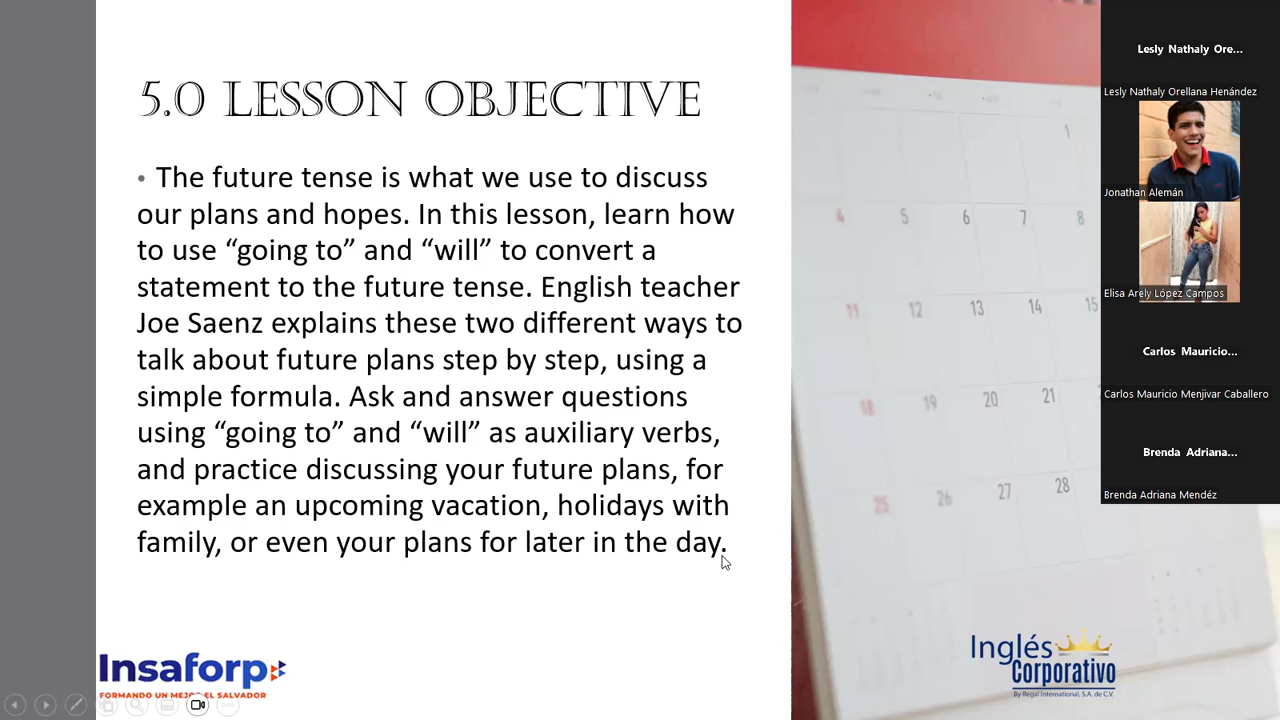 5.0 LESSON OBJECTIVE
• The future tense is what we use to discuss
our plans and hopes. In this lesson, learn how
to use “going to” and “will” to convert a
statement to the future tense. English teacher
Joe Saenz explains these two different ways to
talk about future plans step by step, using a
simple formula. Ask and answer questions
using “going to” and “will” as auxiliary verbs,
and practice discussing your future plans, for
example an upcoming vacation, holidays with
family, or even your plans for later in the day.
Insaforp
FORMANDO UN MEJOR EL SALVADOR
1
4 5 6 7 8
11 12 13 14 15
18 19 20 21
25 26 27 28
Inglés
Corporativo
By Regal International, S.A. de C.V.
Lesly Nathaly Ore...
Lesly Nathaly Orellana Henández
Jonathan Alemán
Elisa Arely López Campos
Carlos Mauricio...
Carlos Mauricio Menjivar Caballero
Brenda Adriana...
Brenda Adriana Mendéz